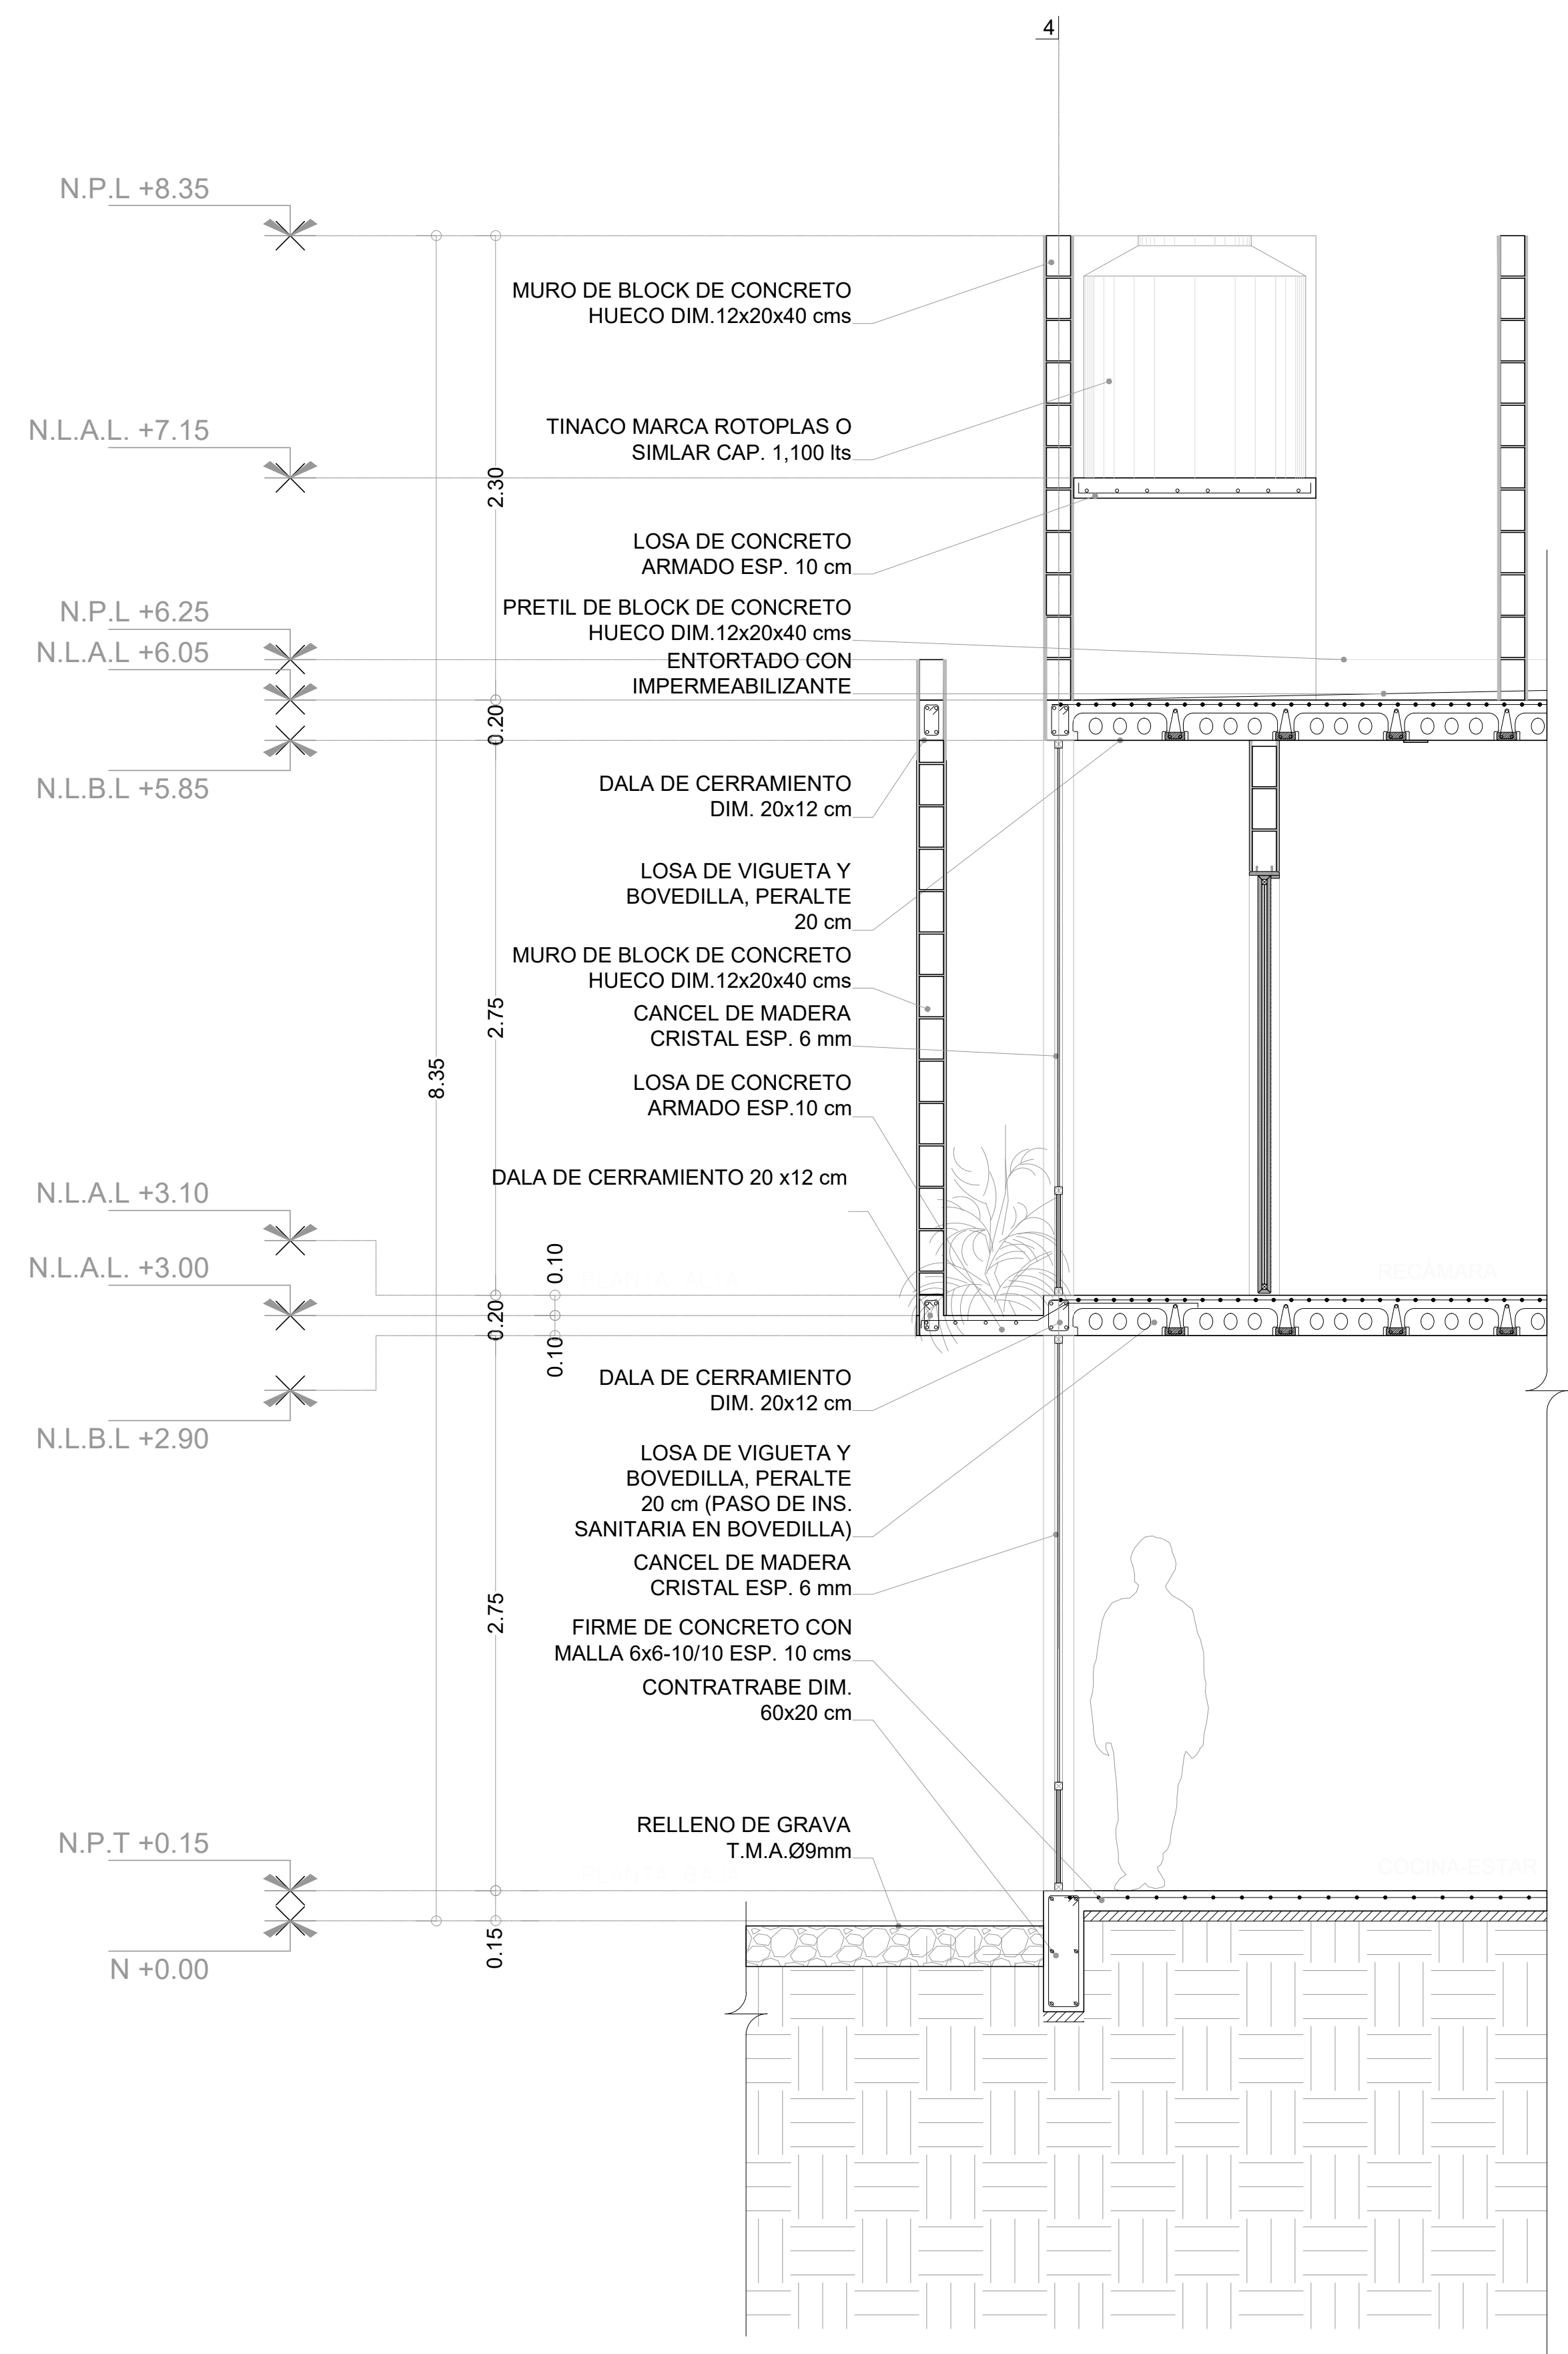 4
N.P.L +8.35
MURO DE BLOCK DE CONCRETO
HUECO DIM.12x20x40 cms
N.L.A.L. +7.15
TINACO MARCA ROTOPLAS O
SIMLAR CAP. 1,100 lts
2.30
LOSA DE CONCRETO
ARMADO ESP. 10 cm
N.P.L +6.25
PRETIL DE BLOCK DE CONCRETO
HUECO DIM.12x20x40 cms
N.L.A.L +6.05
ENTORTADO CON
IMPERMEABILIZANTE
0.20
N.L.B.L +5.85
DALA DE CERRAMIENTO
DIM. 20x12 cm
LOSA DE VIGUETA Y
BOVEDILLA, PERALTE
20 cm
MURO DE BLOCK DE CONCRETO
HUECO DIM.12x20x40 cms
2.75
CANCEL DE MADERA
CRISTAL ESP. 6 mm
8.35
LOSA DE CONCRETO
ARMADO ESP.10 cm
DALA DE CERRAMIENTO 20 x12 cm
N.L.A.L +3.10
0.10
N.L.A.L. +3.00
PLANTA ALTA
RECÁMARA
0.20
0.10
N.L.B.L +2.90
DALA DE CERRAMIENTO
DIM. 20x12 cm
LOSA DE VIGUETA Y
BOVEDILLA, PERALTE
20 cm (PASO DE INS.
SANITARIA EN BOVEDILLA)
CANCEL DE MADERA
CRISTAL ESP. 6 mm
2.75
FIRME DE CONCRETO CON
MALLA 6x6-10/10 ESP. 10 cms
CONTRATRABE DIM.
60x20 cm
RELLENO DE GRAVA
T.M.A.Ø9mm
N.P.T +0.15
PLANTA BAJA
COCINA-ESTAR
0.15
N +0.00